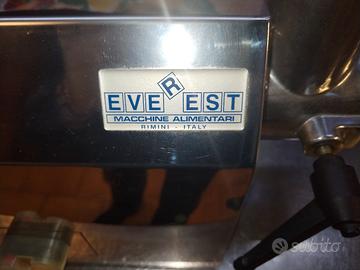 EVEREST
MACCHINE ALIMENTARI
RIMINI - ITALY
subito